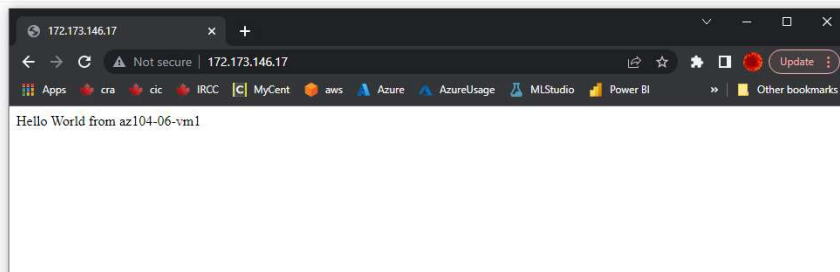 172.173.146.17
Not secure | 172.173.146.17 Update
Apps cra cic IRCC |C| MyCent aws Azure AzureUsage MLStudio Power BI » Other bookmarks
Hello World from az104-06-vm1